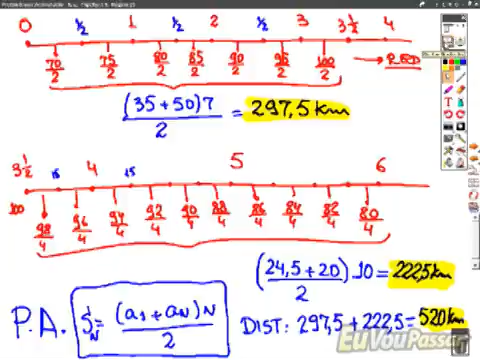 0 ½ 1 ½ 2 ½ 3 3½ 4
70/2 75/2 80/2 85/2 90/2 95/2 100/2
(35+50)7/2 = 297,5 km
3½ 15 4 15 5 6
100
98/4 96/4 94/4 92/4 90/4 88/4 86/4 84/4 82/4 80/4
(24,5+20)/2 .10 = 222,5 km
P.A. SN = (a1+aN)N/2
DIST: 297,5 + 222,5 = 520 km
EuVouPassar